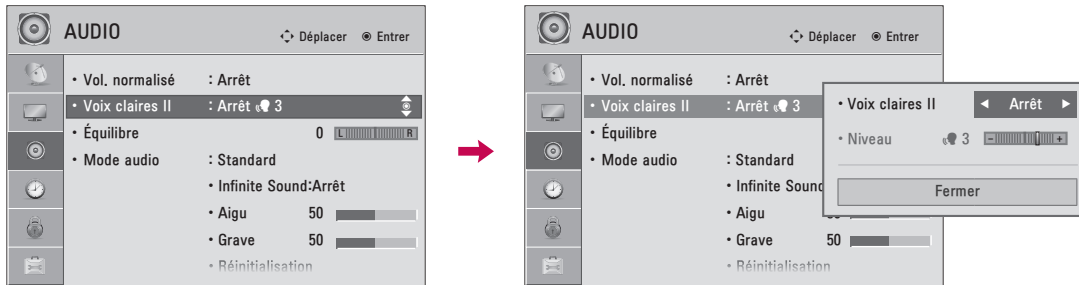 AUDIO
Déplacer Entrer
• Vol. normalisé : Arrêt
• Voix claires II : Arrêt 3
• Équilibre 0 L R
• Mode audio : Standard
• Infinite Sound:Arrêt
• Aigu 50
• Grave 50
• Réinitialisation
AUDIO
Déplacer Entrer
• Vol. normalisé : Arrêt
• Voix claires II : Arrêt 3
• Équilibre
• Mode audio : Standard
• Infinite Sound
• Aigu
• Grave 50
• Réinitialisation
• Voix claires II ◄ Arrêt ►
• Niveau 3 - +
Fermer